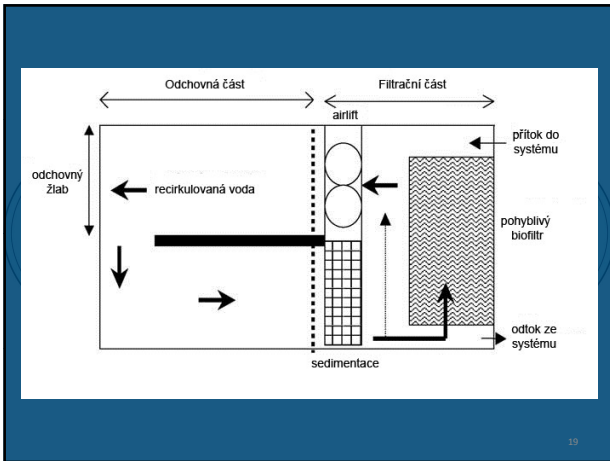 Odchovná část
Filtrační část
airlift
přítok do
systému
odchovný
žlab
recirkulovaná voda
pohyblivý
biofiltr
odtok ze
systému
sedimentace
19